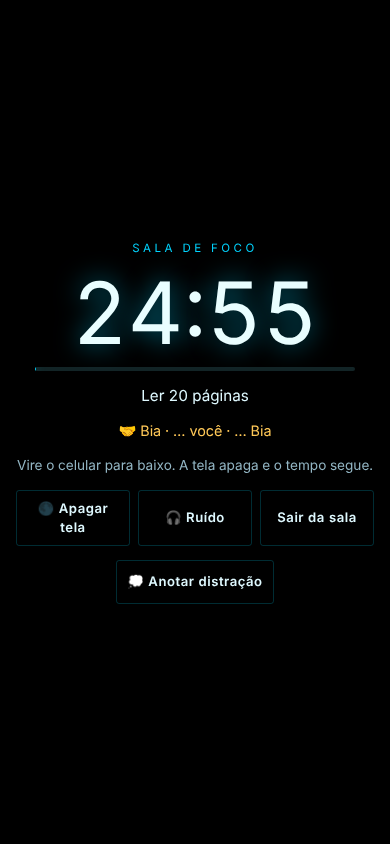 SALA DE FOCO
24:55
Ler 20 páginas
🤝 Bia · ... você · ... Bia
Vire o celular para baixo. A tela apaga e o tempo segue.
🌑 Apagar
tela
🎧 Ruído
Sair da sala
💭 Anotar distração